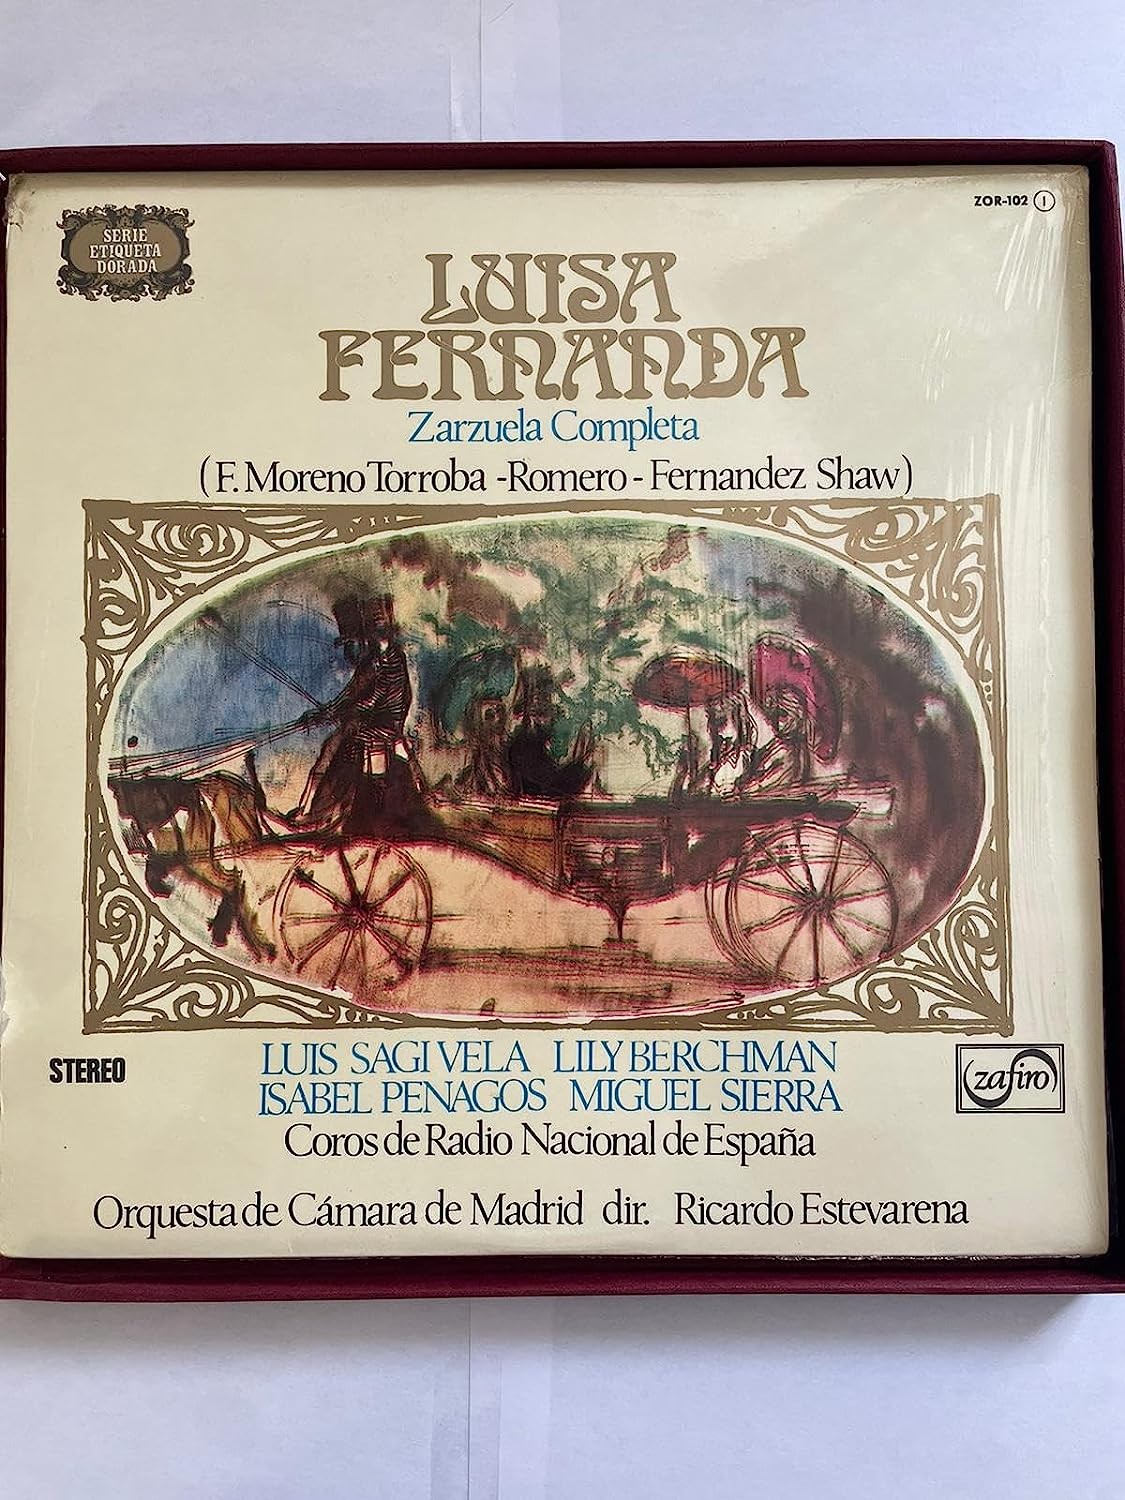 SERIE
ETIQUETA
DORADA
ZOR-102 1
LUISA
FERNANDA
Zarzuela Completa
(F. Moreno Torroba - Romero - Fernandez Shaw)
STEREO
LUIS SAGI VELA LILY BERCHMAN
ISABEL PENAGOS MIGUEL SIERRA
zafiro
Coros de Radio Nacional de España
Orquesta de Cámara de Madrid dir. Ricardo Estevarena